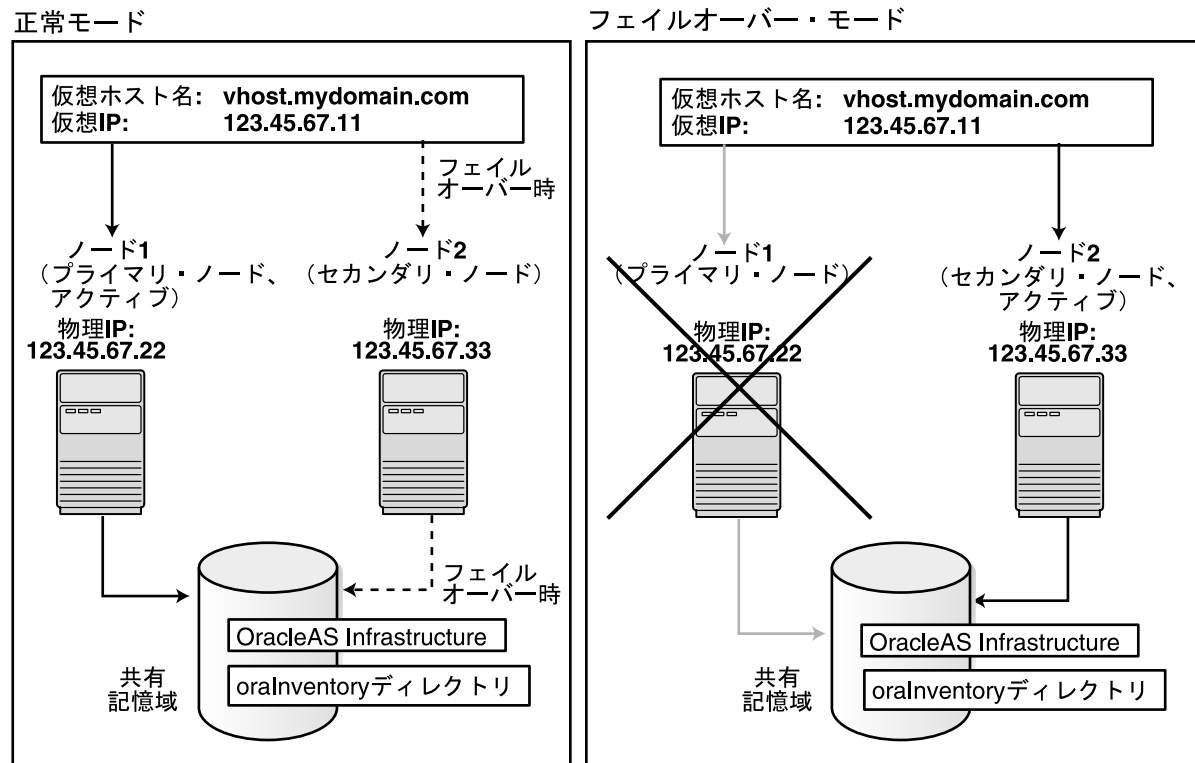 正常モード
仮想ホスト名: vhost.mydomain.com
仮想IP: 123.45.67.11
フェイル
オーバー時
ノード1
（プライマリ・ノード、
アクティブ）
物理IP:
123.45.67.22
ノード2
（セカンダリ・ノード）
物理IP:
123.45.67.33
フェイル
オーバー時
共有
記憶域
OracleAS Infrastructure
oraInventoryディレクトリ
フェイルオーバー・モード
仮想ホスト名: vhost.mydomain.com
仮想IP: 123.45.67.11
ノード1
（プライマリ・ノード）
物理IP:
123.45.67.22
ノード2
（セカンダリ・ノード、
アクティブ）
物理IP:
123.45.67.33
共有
記憶域
OracleAS Infrastructure
oraInventoryディレクトリ